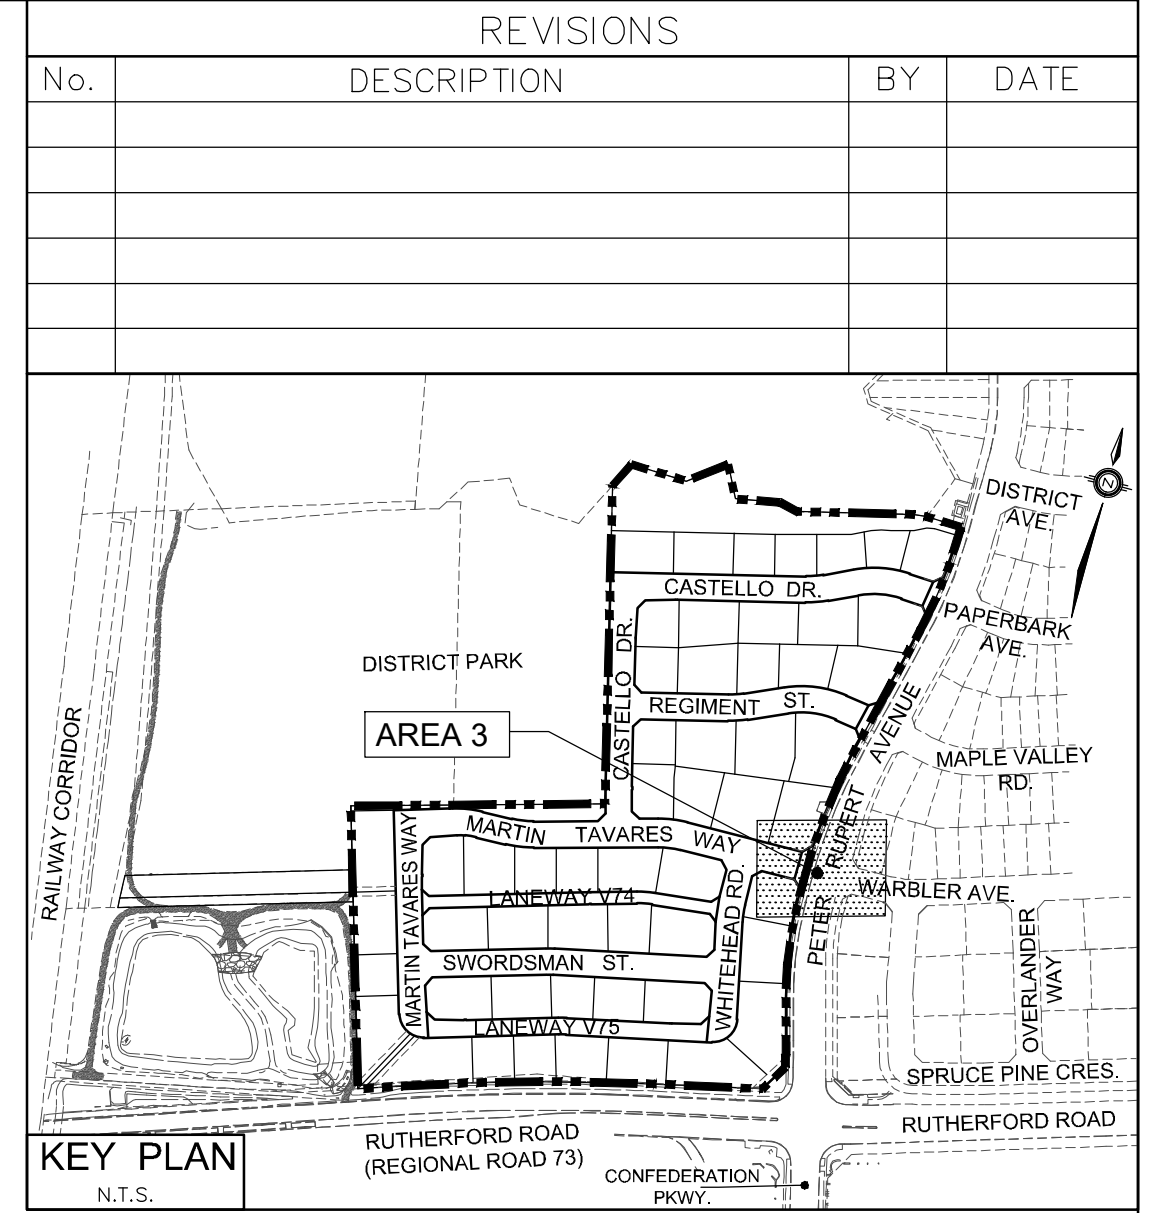 REVISIONS
No. DESCRIPTION BY DATE
DISTRICT
AVE.
CASTELLO DR.
PAPERBARK
AVE.
CASTELLO DR.
DISTRICT PARK
REGIMENT ST.
AREA 3
RAILWAY CORRIDOR
MAPLE VALLEY
RD.
PETER RUPERT AVENUE
MARTIN TAVARES WAY
MARTIN TAVARES WAY
WHITEHEAD RD.
WARBLER AVE.
LANEWAY V74
OVERLANDER
WAY
SWORDSMAN ST.
LANEWAY V75
SPRUCE PINE CRES.
RUTHERFORD ROAD
RUTHERFORD ROAD
(REGIONAL ROAD 73)
CONFEDERATION
PKWY.
KEY PLAN
N.T.S.
N